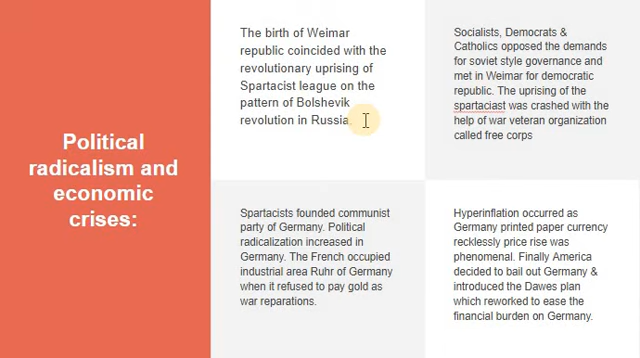 Political
radicalism and
economic
crises:
The birth of Weimar
republic coincided with the
revolutionary uprising of
Spartacist league on the
pattern of Bolshevik
revolution in Russia.
Socialists, Democrats &
Catholics opposed the demands
for soviet style governance and
met in Weimar for democratic
republic. The uprising of the
spartaciast was crashed with the
help of war veteran organization
called free corps
Spartacists founded communist
party of Germany. Political
radicalization increased in
Germany. The French occupied
industrial area Ruhr of Germany
when it refused to pay gold as
war reparations.
Hyperinflation occurred as
Germany printed paper currency
recklessly price rise was
phenomenal. Finally America
decided to bail out Germany &
introduced the Dawes plan
which reworked to ease the
financial burden on Germany.